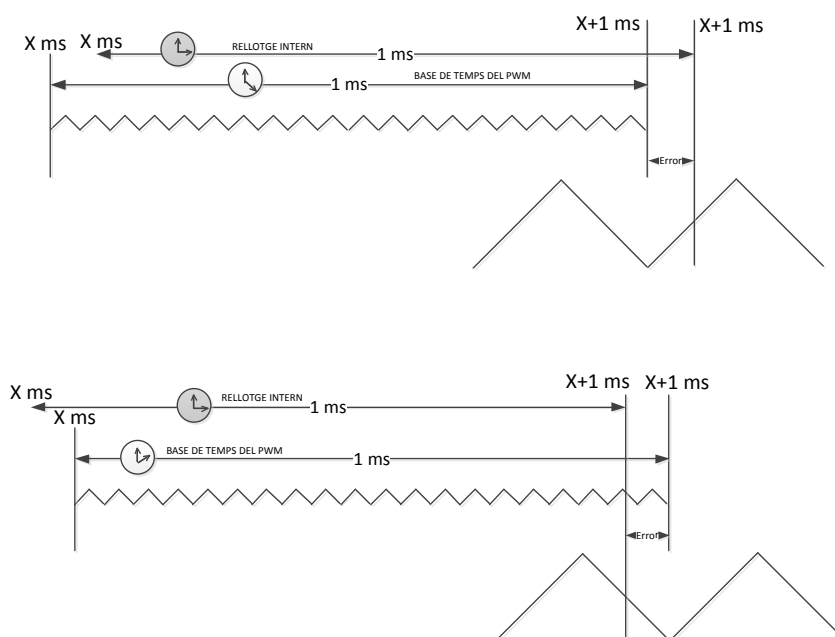 X+1 ms
X+1 ms
X ms
X ms
RELLOTGE INTERN
1 ms
1 ms
BASE DE TEMPS DEL PWM
Error
X+1 ms
X+1 ms
X ms
RELLOTGE INTERN
1 ms
X ms
BASE DE TEMPS DEL PWM
1 ms
Error